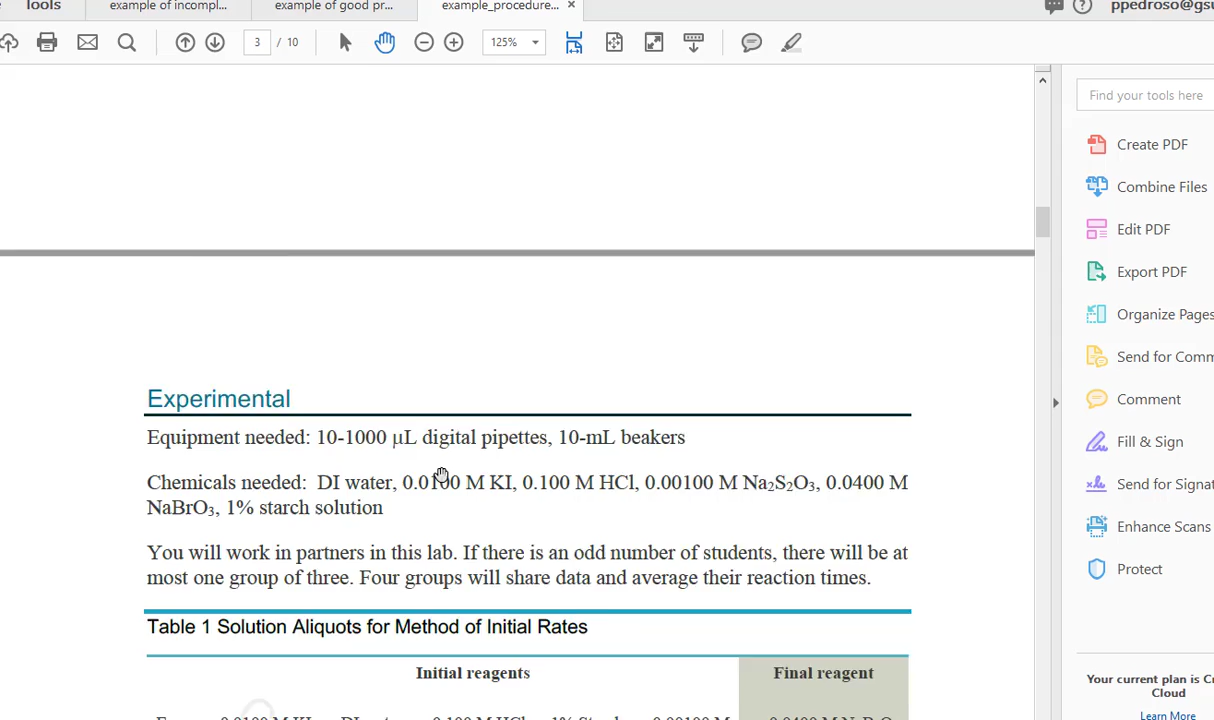 Tools example of incompl... example of good pr... example_procedure... × ppedroso@gsu
3 / 10 125%
Find your tools here
Create PDF
Combine Files
Edit PDF
Export PDF
Organize Pages
Send for Comm
Comment
Fill & Sign
Send for Signat
Enhance Scans
Protect
Your current plan is Cr
Cloud
Learn More
Experimental
Equipment needed: 10-1000 µL digital pipettes, 10-mL beakers
Chemicals needed: DI water, 0.0100 M KI, 0.100 M HCl, 0.00100 M Na₂S₂O₃, 0.0400 M
NaBrO₃, 1% starch solution
You will work in partners in this lab. If there is an odd number of students, there will be at
most one group of three. Four groups will share data and average their reaction times.
Table 1 Solution Aliquots for Method of Initial Rates
Initial reagents Final reagent